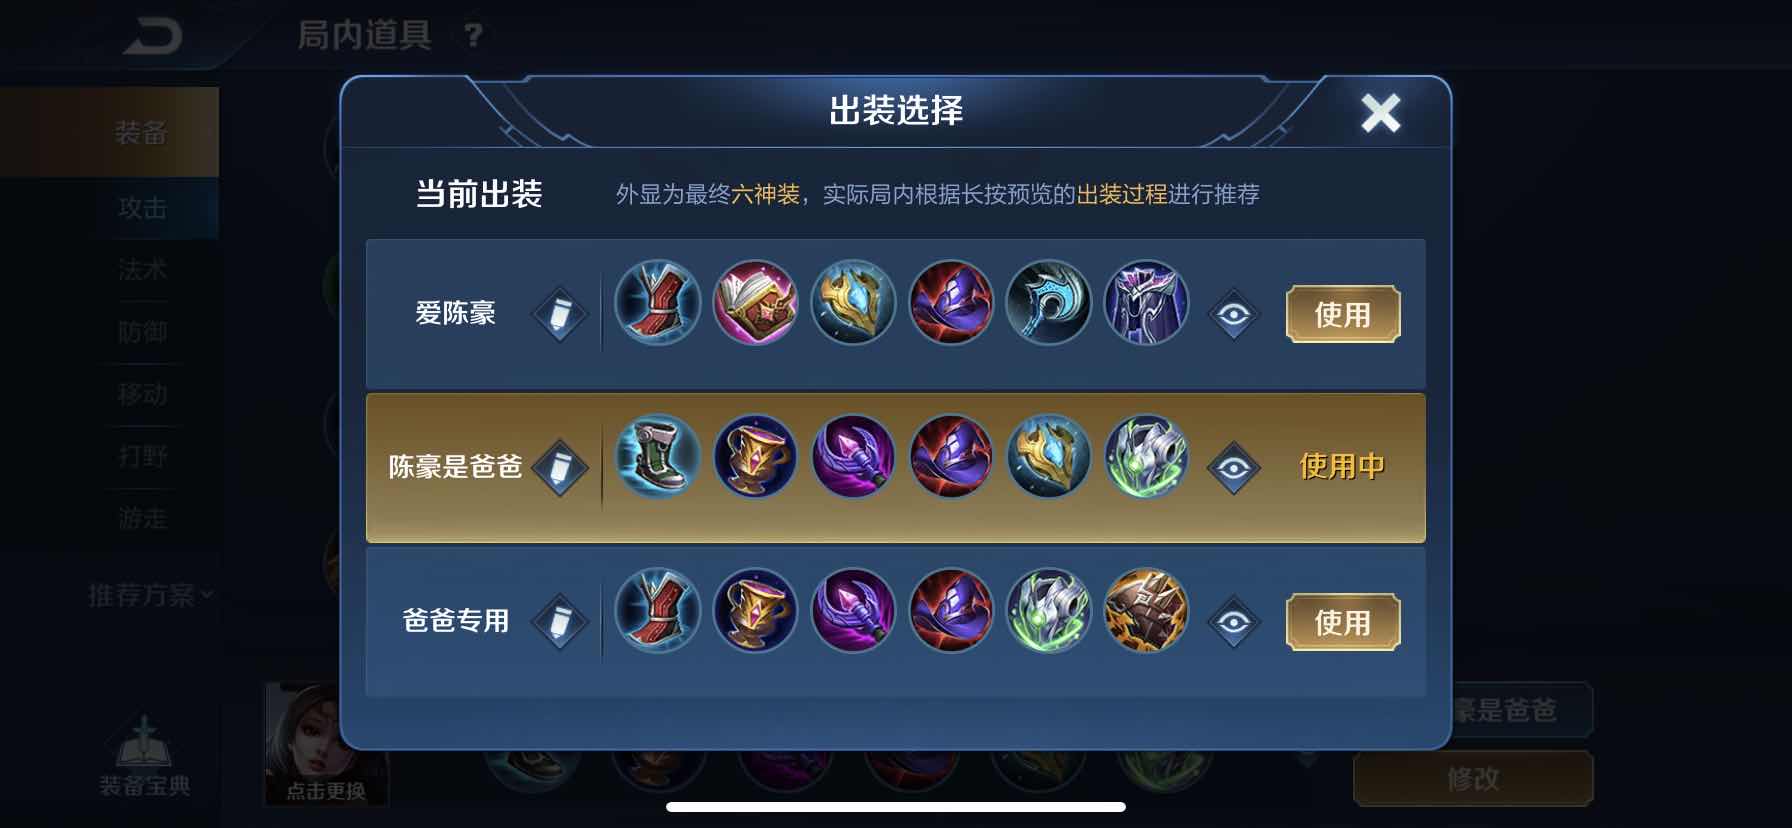 局内道具 ?
装备
攻击
法术
防御
移动
打野
游走
推荐方案
装备宝典
出装选择
当前出装 外显为最终六神装，实际局内根据长按预览的出装过程进行推荐
爱陈豪 使用
陈豪是爸爸 使用中
爸爸专用 使用
点击更换
豪是爸爸
修改